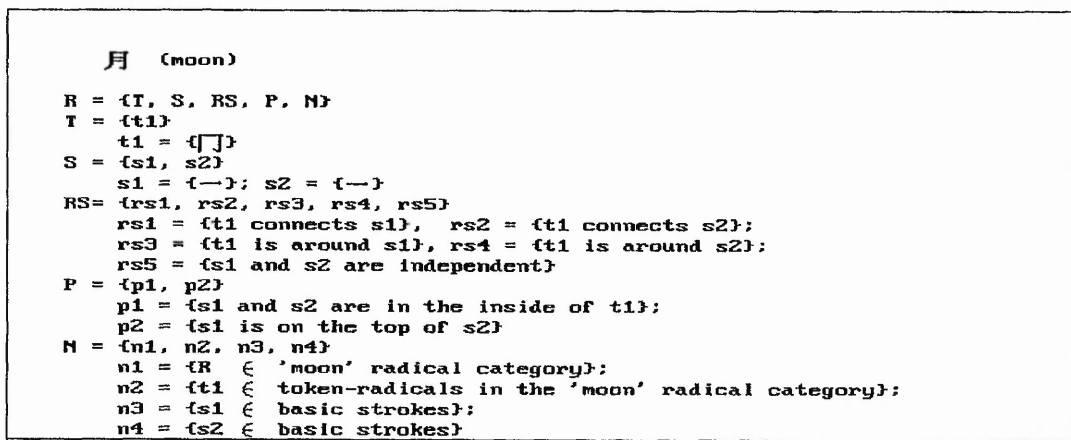 月 (moon)
R = {T, S, RS, P, N}
T = {t1}
t1 = {⺆}
S = {s1, s2}
s1 = {一}; s2 = {一}
RS= {rs1, rs2, rs3, rs4, rs5}
rs1 = {t1 connects s1}, rs2 = {t1 connects s2};
rs3 = {t1 is around s1}, rs4 = {t1 is around s2};
rs5 = {s1 and s2 are independent}
P = {p1, p2}
p1 = {s1 and s2 are in the inside of t1};
p2 = {s1 is on the top of s2}
N = {n1, n2, n3, n4}
n1 = {R ∈ 'moon' radical category};
n2 = {t1 ∈ token-radicals in the 'moon' radical category};
n3 = {s1 ∈ basic strokes};
n4 = {s2 ∈ basic strokes}